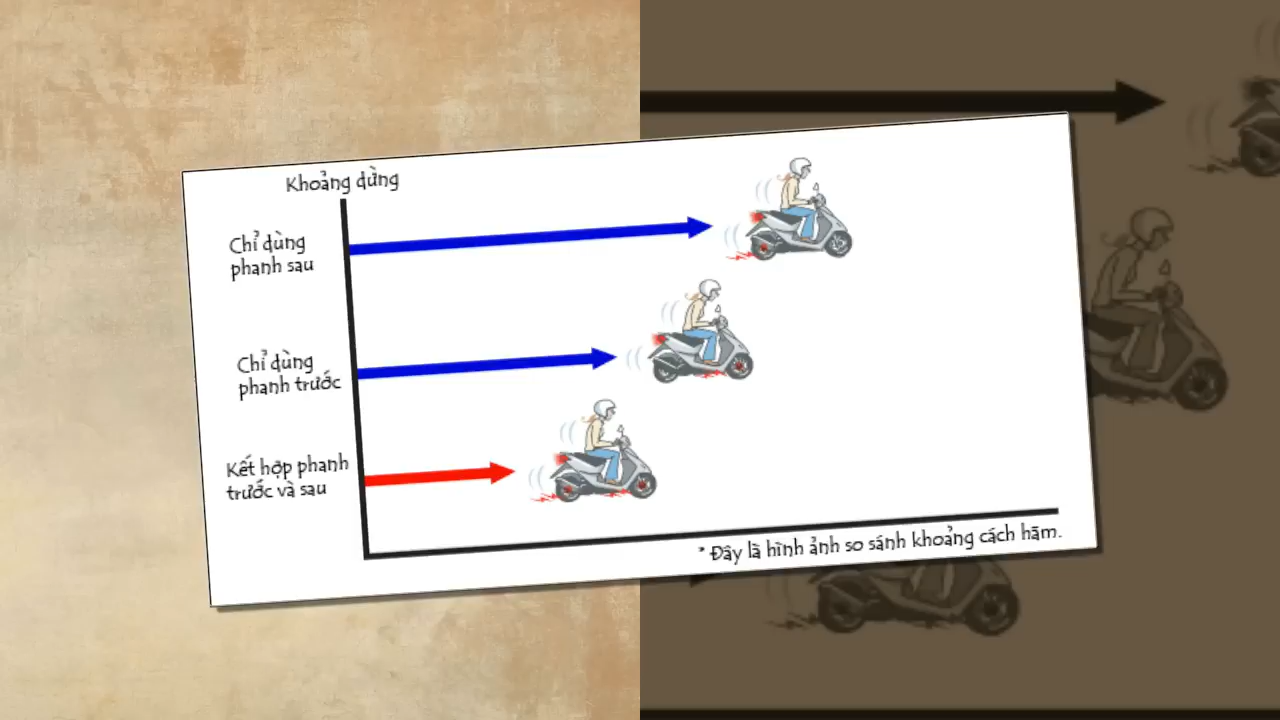 Khoảng dừng
Chỉ dùng
phanh sau
Chỉ dùng
phanh trước
Kết hợp phanh
trước và sau
* Đây là hình ảnh so sánh khoảng cách hãm.